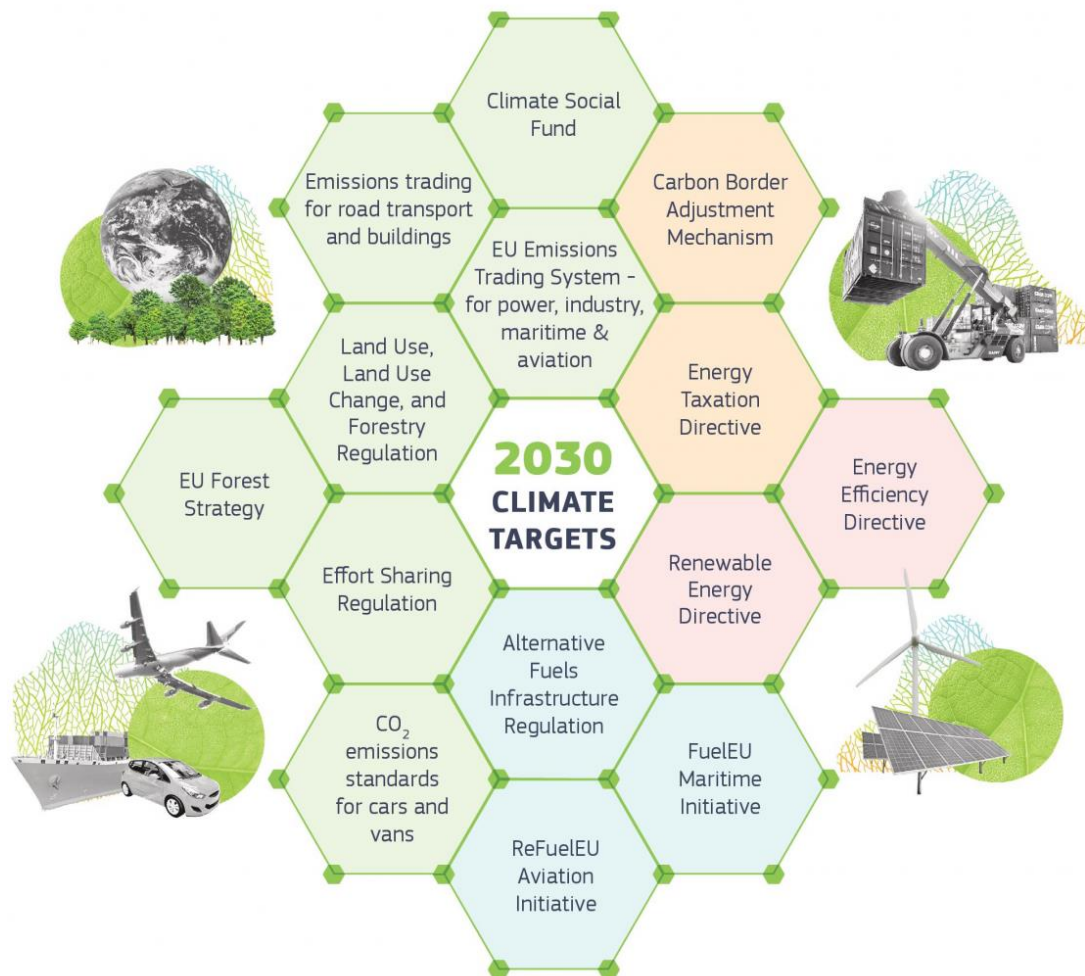 Climate Social
Fund
Emissions trading
for road transport
and buildings
Carbon Border
Adjustment
Mechanism
EU Emissions
Trading System –
for power, industry,
maritime &
aviation
Land Use,
Land Use
Change, and
Forestry
Regulation
Energy
Taxation
Directive
2030
CLIMATE
TARGETS
EU Forest
Strategy
Energy
Efficiency
Directive
Effort Sharing
Regulation
Renewable
Energy
Directive
Alternative
Fuels
Infrastructure
Regulation
CO₂
emissions
standards
for cars and
vans
FuelEU
Maritime
Initiative
ReFuelEU
Aviation
Initiative